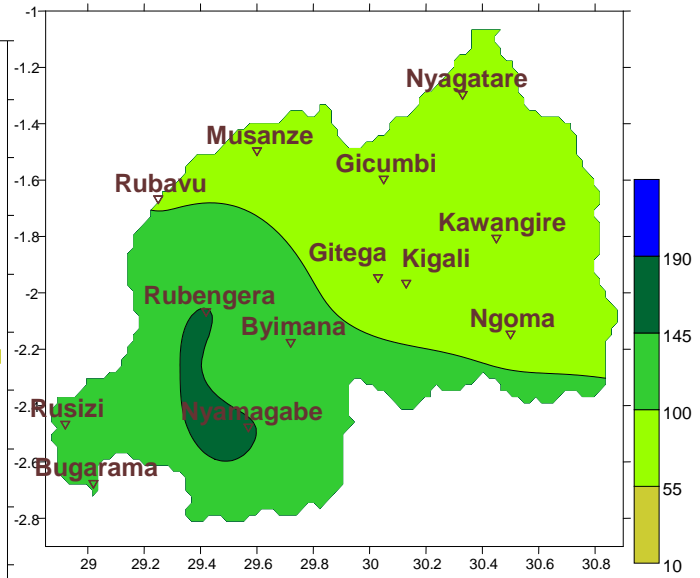 -1
-1.2
Nyagatare
-1.4
Musanze
Gicumbi
-1.6
Rubavu
Kawangire
-1.8
Gitega
Kigali
190
-2
Rubengera
Byimana
Ngoma
145
-2.2
100
-2.4
Rusizi
Nyamagabe
-2.6
Bugarama
55
-2.8
10
29
29.2
29.4
29.6
29.8
30
30.2
30.4
30.6
30.8